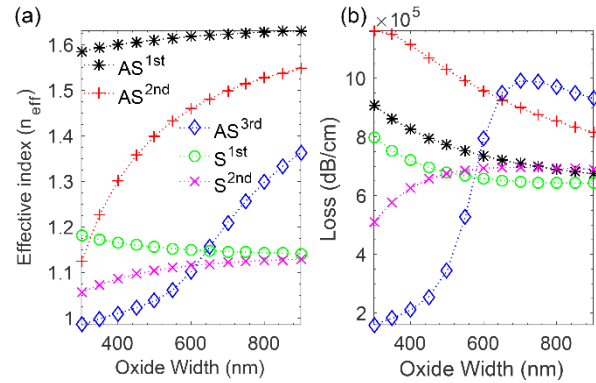 (a)
1.6
1.5
1.4
1.3
1.2
1.1
1
Effective index (n_eff)
AS^1st
AS^2nd
AS^3rd
S^1st
S^2nd
400 600 800
Oxide Width (nm)
(b)
×10^5
10
8
6
4
2
Loss (dB/cm)
400 600 800
Oxide Width (nm)